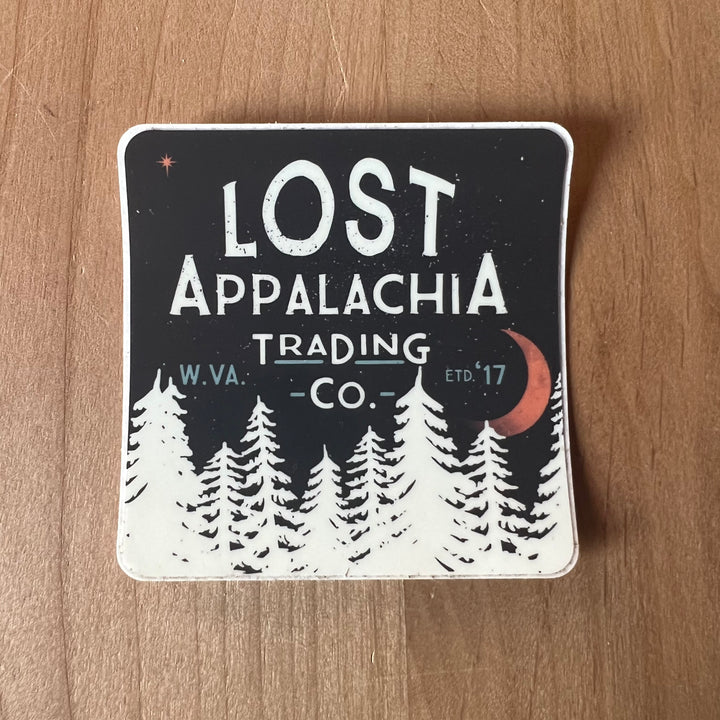 LOST
APPALACHIA
TRADING
W.VA. -CO.- ETD.'17